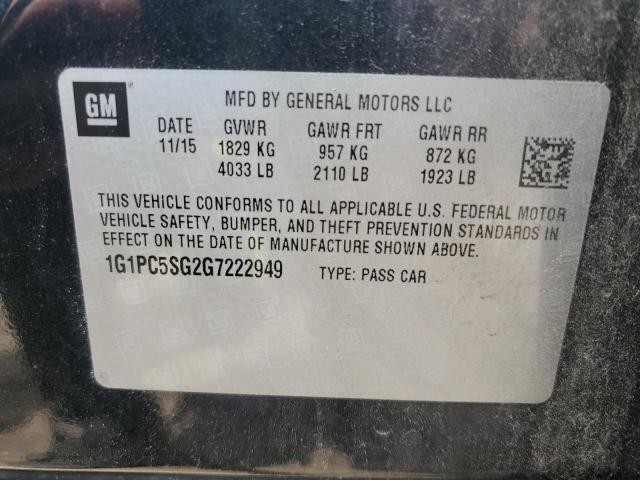 GM
MFD BY GENERAL MOTORS LLC
DATE GVWR GAWR FRT GAWR RR
11/15 1829 KG 957 KG 872 KG
4033 LB 2110 LB 1923 LB
THIS VEHICLE CONFORMS TO ALL APPLICABLE U.S. FEDERAL MOTOR
VEHICLE SAFETY, BUMPER, AND THEFT PREVENTION STANDARDS IN
EFFECT ON THE DATE OF MANUFACTURE SHOWN ABOVE.
1G1PC5SG2G7222949 TYPE: PASS CAR